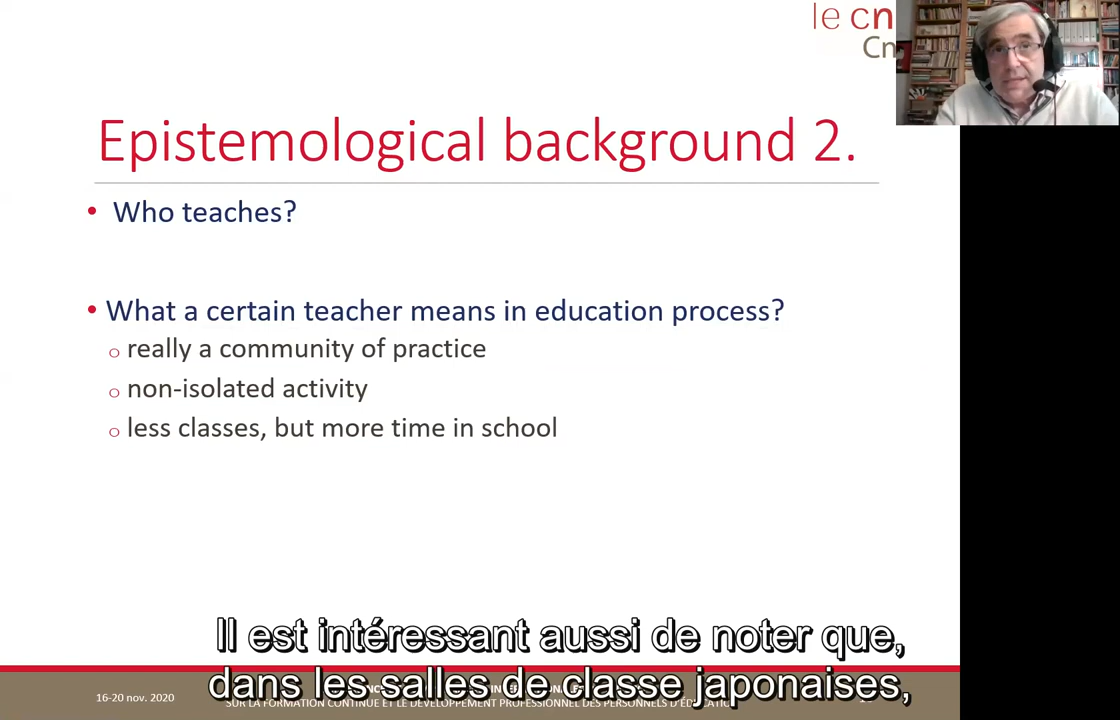 le cn
Cn
Epistemological background 2.
• Who teaches?
• What a certain teacher means in education process?
o really a community of practice
o non-isolated activity
o less classes, but more time in school
Il est intéressant aussi de noter que,
dans les salles de classe japonaises,
16-20 nov. 2020
SUR LA FORMATION CONTINUE ET LE DÉVELOPPEMENT PROFESSIONNEL DES PERSONNELS D'ÉDUCATIO